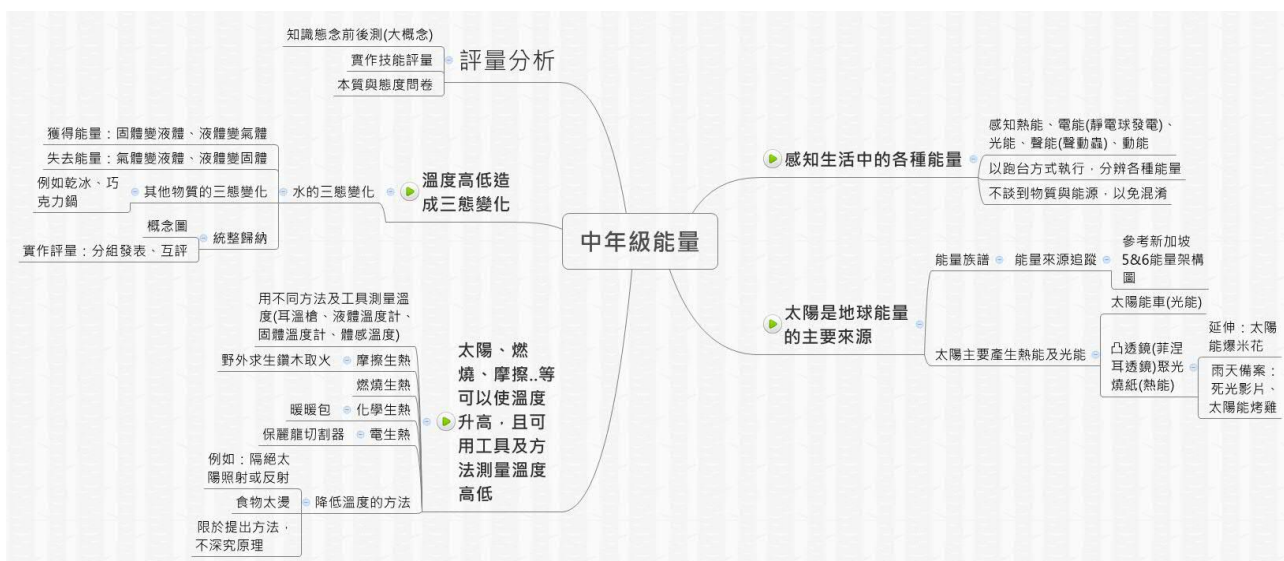 中年級能量
感知生活中的各種能量
感知熱能、電能(靜電球發電)、
光能、聲能(聲動蟲)、動能
以跑台方式執行，分辨各種能量
不談到物質與能源，以免混淆
太陽是地球能量
的主要來源
能量族譜
能量來源追蹤
參考新加坡
5&6能量架構
圖
太陽主要產生熱能及光能
太陽能車(光能)
凸透鏡(菲涅
耳透鏡)聚光
燒紙(熱能)
延伸：太陽
能爆米花
雨天備案：
死光影片、
太陽能烤雞
太陽、燃
燒、摩擦..等
可以使溫度
升高，且可
用工具及方
法測量溫度
高低
用不同方法及工具測量溫
度(耳溫槍、液體溫度計、
固體溫度計、體感溫度)
摩擦生熱
野外求生鑽木取火
燃燒生熱
化學生熱
暖暖包
電生熱
保麗龍切割器
降低溫度的方法
例如：隔絕太
陽照射或反射
食物太燙
限於提出方法，
不深究原理
溫度高低造
成三態變化
水的三態變化
獲得能量：固體變液體、液體變氣體
失去能量：氣體變液體、液體變固體
其他物質的三態變化
例如乾冰、巧
克力鍋
統整歸納
概念圖
實作評量：分組發表、互評
評量分析
知識態念前後測(大概念)
實作技能評量
本質與態度問卷